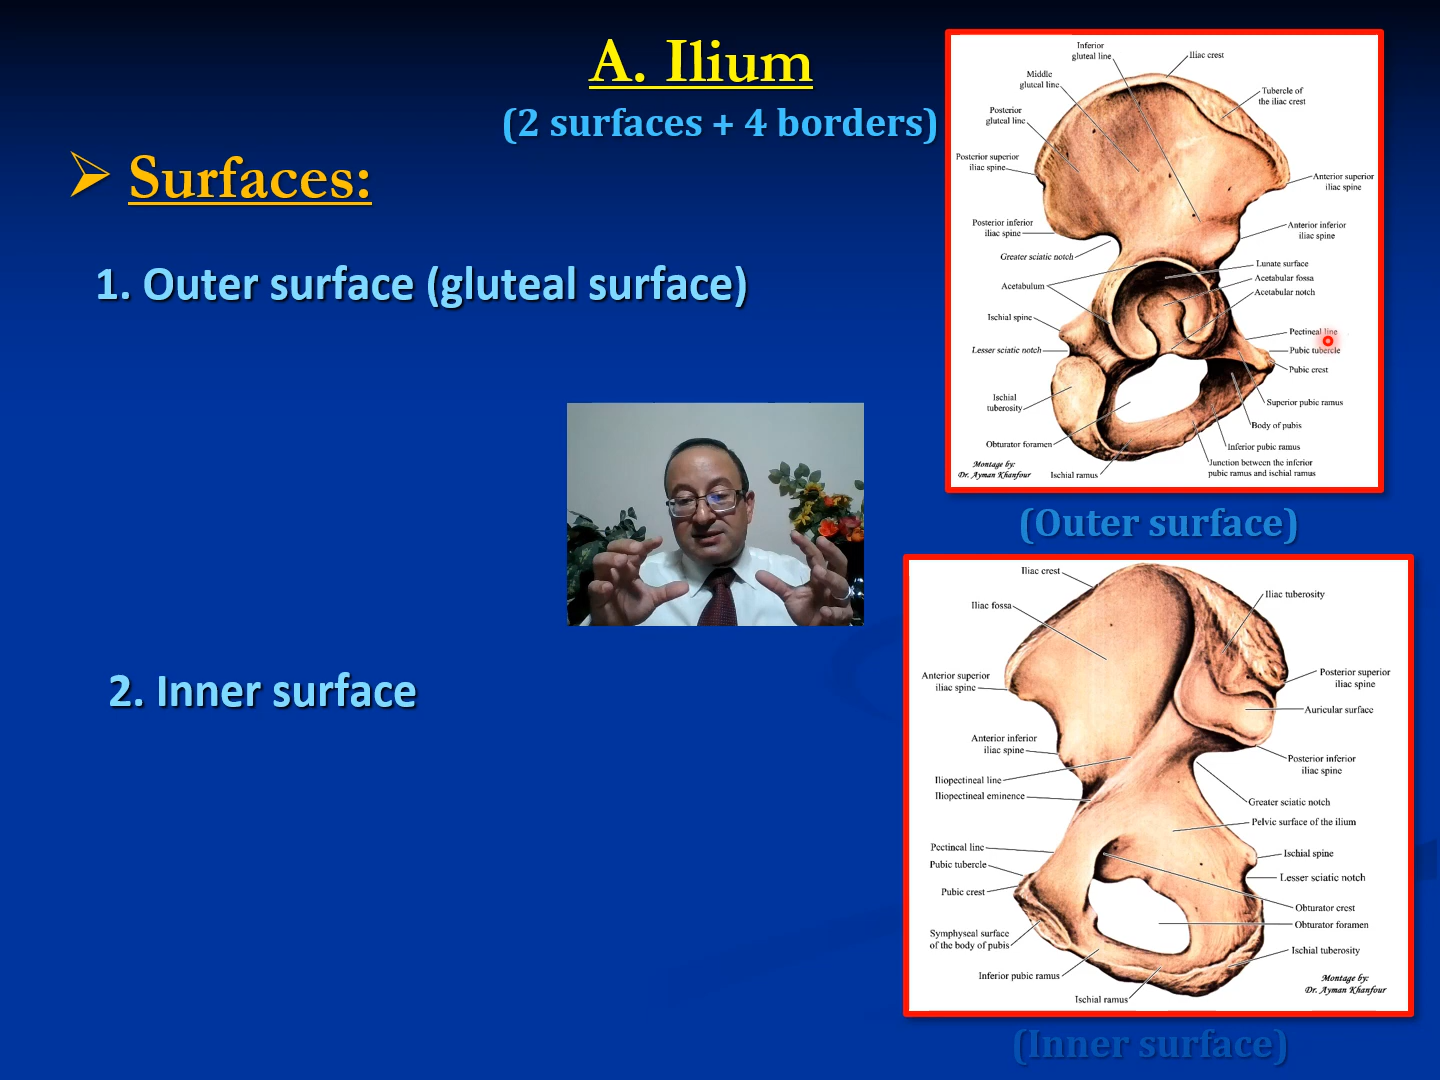 A. Ilium
(2 surfaces + 4 borders)
Surfaces:
1. Outer surface (gluteal surface)
2. Inner surface
Inferior
gluteal line
Iliac crest
Middle
gluteal line
Tubercle of
the iliac crest
Posterior
gluteal line
Posterior superior
iliac spine
Anterior superior
iliac spine
Posterior inferior
iliac spine
Anterior inferior
iliac spine
Greater sciatic notch
Lunate surface
Acetabular fossa
Acetabulum
Acetabular notch
Ischial spine
Pectineal line
Lesser sciatic notch
Pubic tubercle
Pubic crest
Ischial
tuberosity
Superior pubic ramus
Body of pubis
Obturator foramen
Inferior pubic ramus
Junction between the inferior
pubic ramus and ischial ramus
Montage by:
Dr. Ayman Khanfour
Ischial ramus
(Outer surface)
Iliac crest
Iliac fossa
Iliac tuberosity
Anterior superior
iliac spine
Posterior superior
iliac spine
Auricular surface
Anterior inferior
iliac spine
Posterior inferior
iliac spine
Iliopectineal line
Iliopectineal eminence
Greater sciatic notch
Pelvic surface of the ilium
Pectineal line
Ischial spine
Pubic tubercle
Lesser sciatic notch
Pubic crest
Obturator crest
Obturator foramen
Symphyseal surface
of the body of pubis
Ischial tuberosity
Inferior pubic ramus
Ischial ramus
Montage by:
Dr. Ayman Khanfour
(Inner surface)